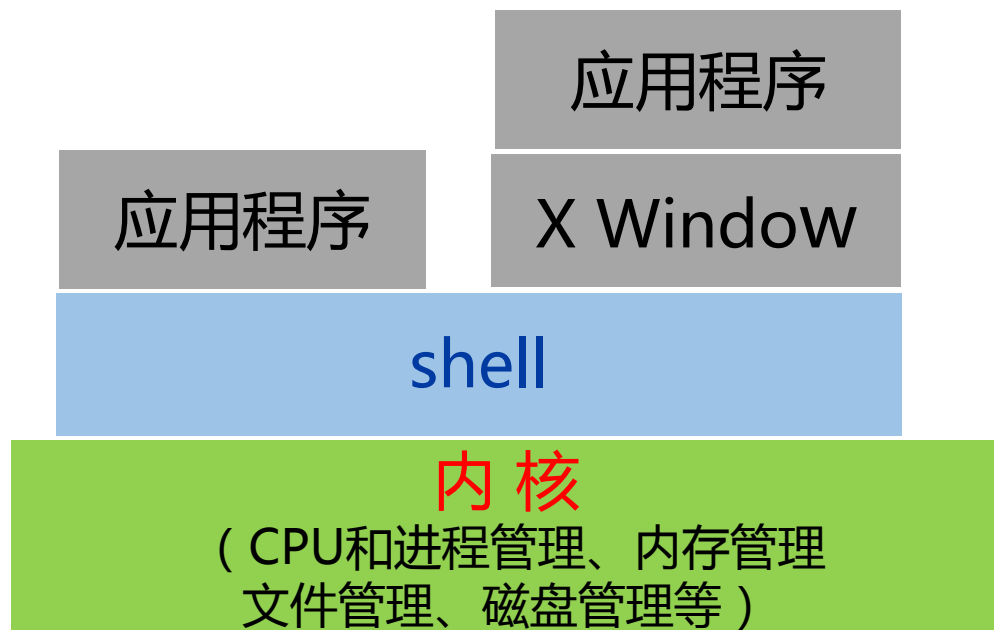 应用程序
应用程序
X Window
shell
内 核
（CPU和进程管理、内存管理
文件管理、磁盘管理等）